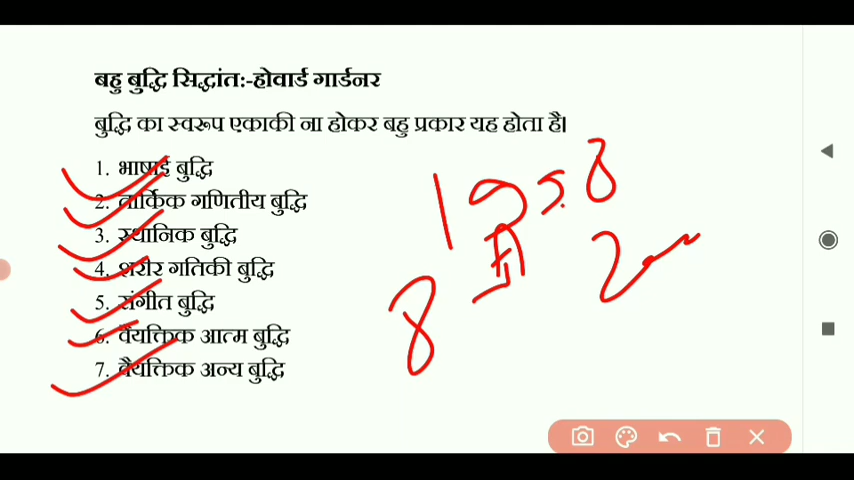 बहु बुद्धि सिद्धांत:-होवार्ड गार्डनर
बुद्धि का स्वरूप एकाकी ना होकर बहु प्रकार यह होता है।
1. भाषाई बुद्धि
2. तार्किक गणितीय बुद्धि
3. स्थानिक बुद्धि
4. शरीर गतिकी बुद्धि
5. संगीत बुद्धि
6. वैयक्तिक आत्म बुद्धि
7. वैयक्तिक अन्य बुद्धि
8